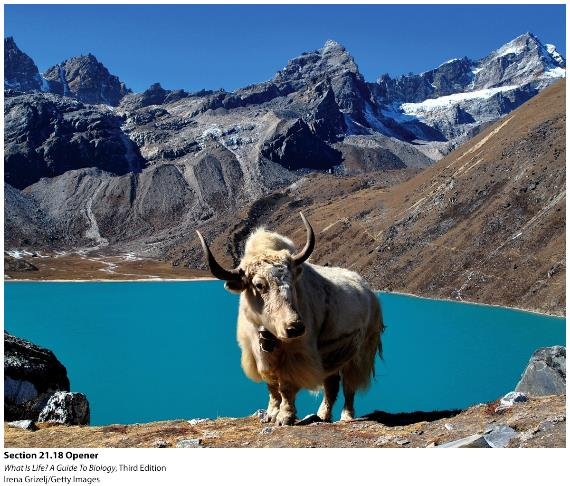 Section 21.18 Opener
What Is Life? A Guide To Biology, Third Edition
Irena Grizelj/Getty Images